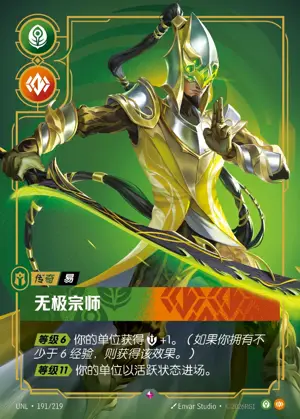 传奇 易
无极宗师
等级6 你的单位获得 +1。（如果你拥有不
少于6经验，则获得该效果。）
等级11 你的单位以活跃状态进场。
UNL • 191/219
Envar Studio